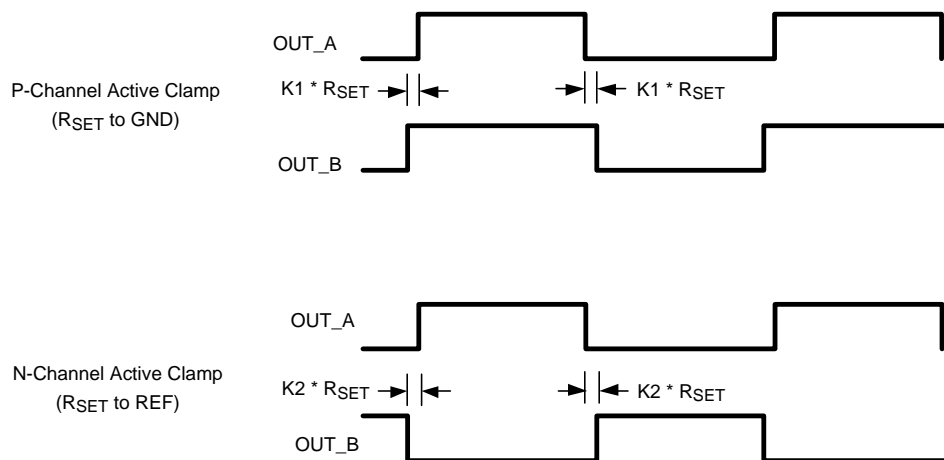 OUT_A
P-Channel Active Clamp
(RSET to GND)
K1 * RSET
K1 * RSET
OUT_B
OUT_A
N-Channel Active Clamp
(RSET to REF)
K2 * RSET
K2 * RSET
OUT_B